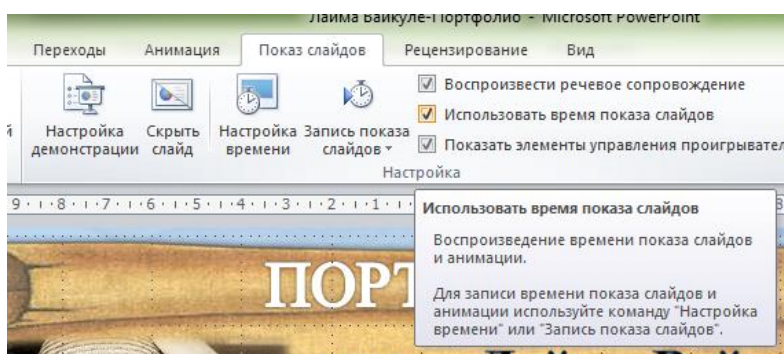 Лайма Вайкуле-Портфолио - Microsoft PowerPoint
Переходы Анимация Показ слайдов Рецензирование Вид
Воспроизвести речевое сопровождение
Использовать время показа слайдов
Показать элементы управления проигрывател
Настройка демонстрации
Скрыть слайд
Настройка времени
Запись показа слайдов
Настройка
9 8 7 6 5 4 3 2 1
Использовать время показа слайдов
Воспроизведение времени показа слайдов
и анимации.
Для записи времени показа слайдов и
анимации используйте команду "Настройка
времени" или "Запись показа слайдов".
ПОРТ